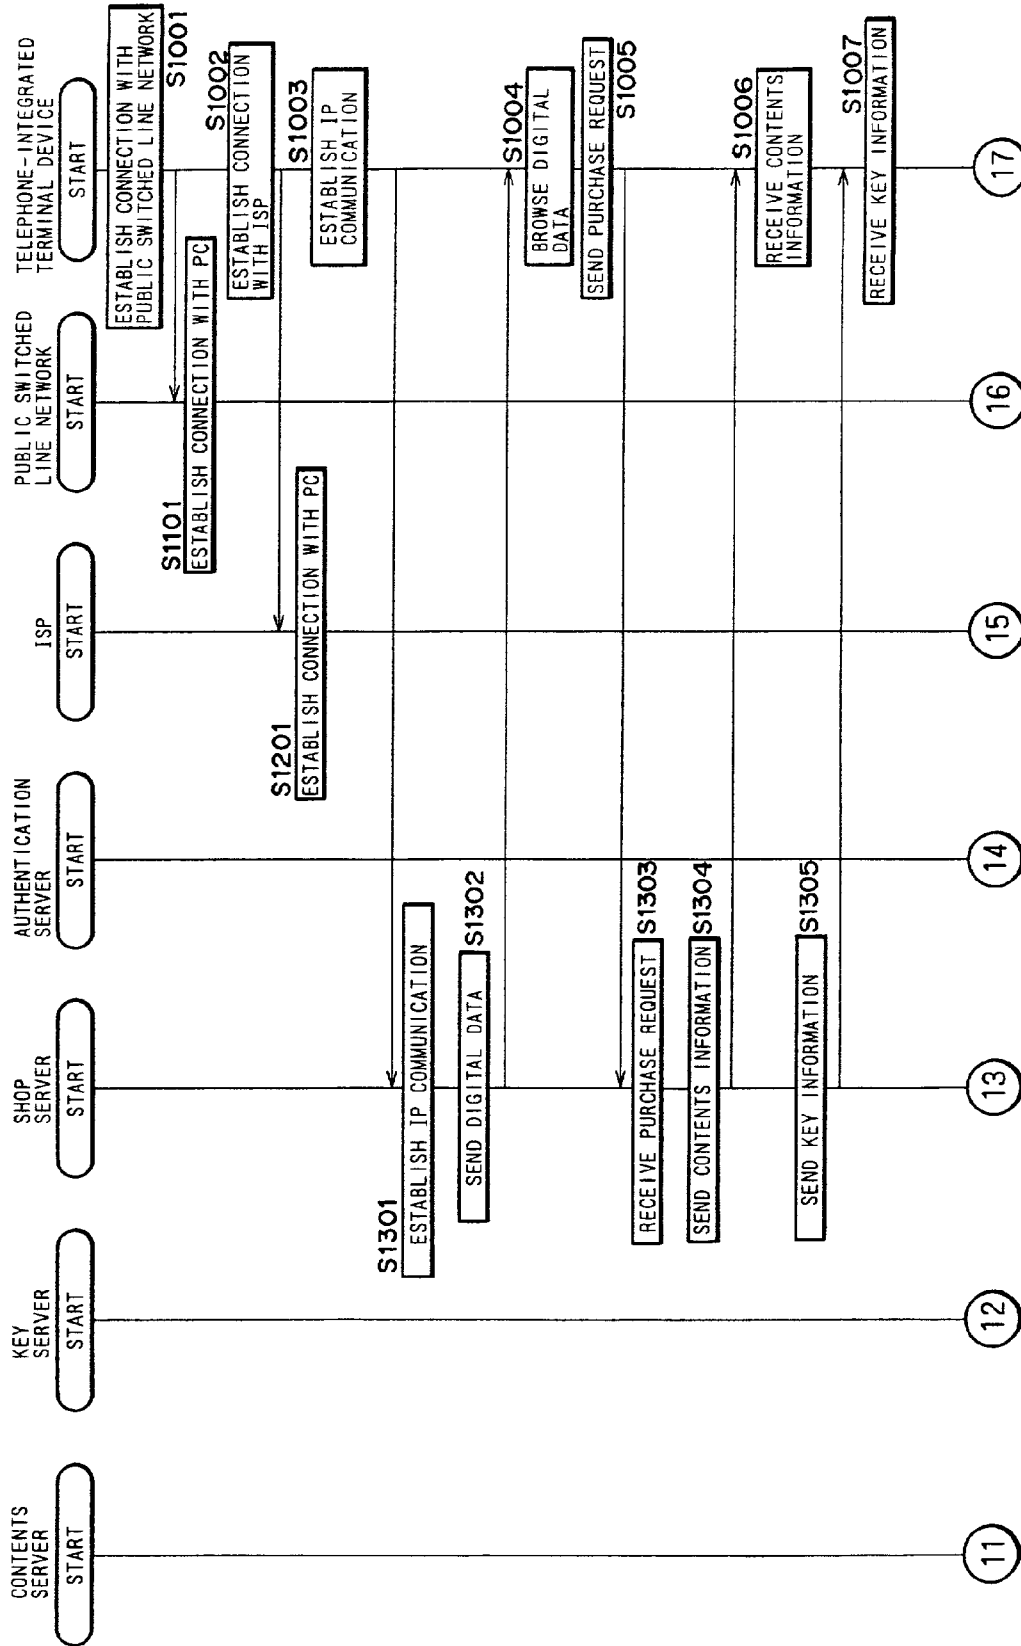 CONTENTS
SERVER
START
KEY
SERVER
START
SHOP
SERVER
START
AUTHENTICATION
SERVER
START
ISP
START
PUBLIC SWITCHED
LINE NETWORK
START
TELEPHONE-INTEGRATED
TERMINAL DEVICE
START
ESTABLISH CONNECTION WITH
PUBLIC SWITCHED LINE NETWORK
S1001
S1101
ESTABLISH CONNECTION WITH PC
S1002
ESTABLISH CONNECTION
WITH ISP
S1201
ESTABLISH CONNECTION WITH PC
S1003
ESTABLISH IP
COMMUNICATION
S1301
ESTABLISH IP COMMUNICATION
SEND DIGITAL DATA
S1302
S1004
BROWSE DIGITAL
DATA
SEND PURCHASE REQUEST
S1005
RECEIVE PURCHASE REQUEST
S1303
SEND CONTENTS INFORMATION
S1304
S1006
RECEIVE CONTENTS
INFORMATION
SEND KEY INFORMATION
S1305
S1007
RECEIVE KEY INFORMATION
11
12
13
14
15
16
17